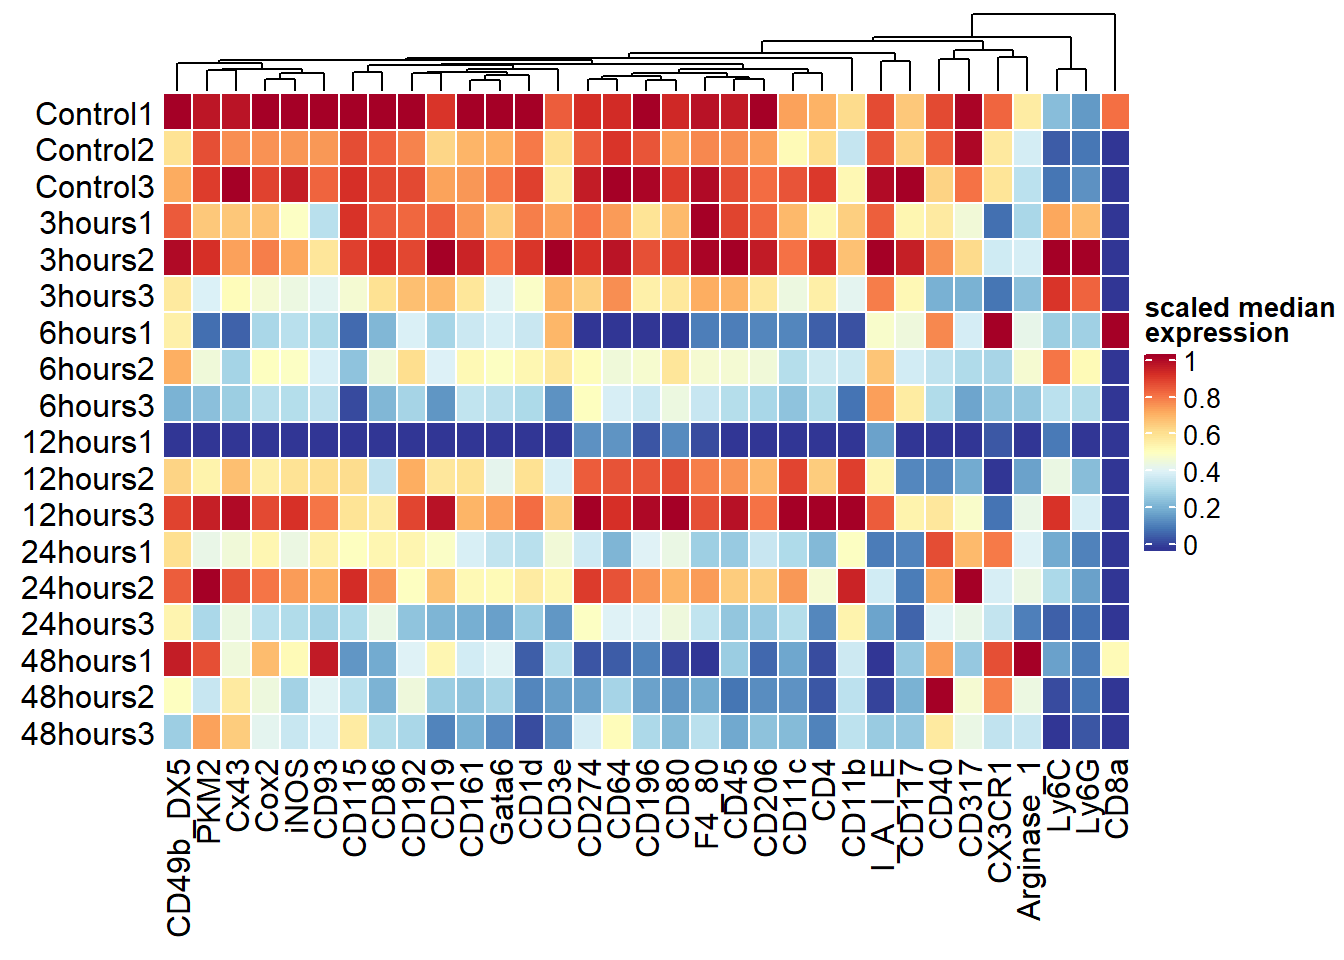 Control1
Control2
Control3
3hours1
3hours2
3hours3
6hours1
6hours2
6hours3
12hours1
12hours2
12hours3
24hours1
24hours2
24hours3
48hours1
48hours2
48hours3
CD49b_DX5
PKM2
Cx43
Cox2
iNOS
CD93
CD115
CD86
CD192
CD19
CD161
Gata6
CD1d
CD3e
CD274
CD64
CD196
CD80
F4_80
CD45
CD206
CD11c
CD4
CD11b
I_A_I_E
CD117
CD40
CD317
CX3CR1
Arginase_1
Ly6C
Ly6G
CD8a
scaled median
expression
1
0.8
0.6
0.4
0.2
0